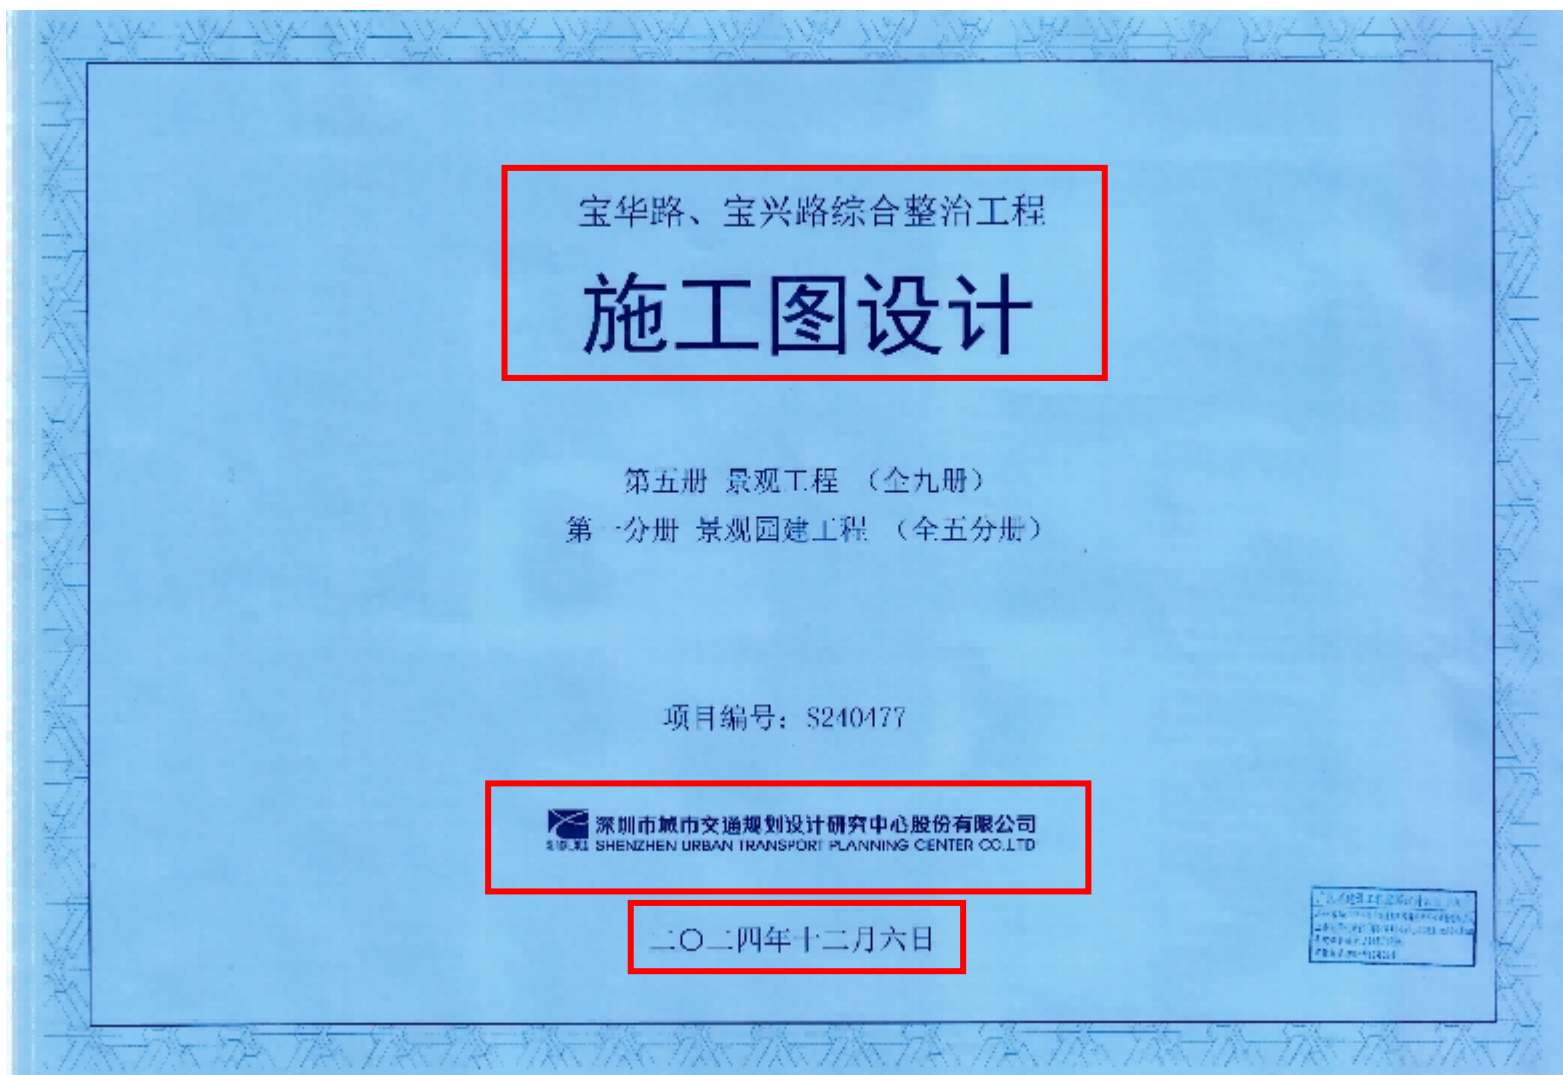 宝华路、宝兴路综合整治工程
施工图设计
第五册 景观工程 （全九册）
第一分册 景观园建工程 （全五分册）
项目编号：S240477
深圳市城市交通规划设计研究中心股份有限公司
SHENZHEN URBAN TRANSPORT PLANNING CENTER CO.,LTD
二〇二四年十二月六日